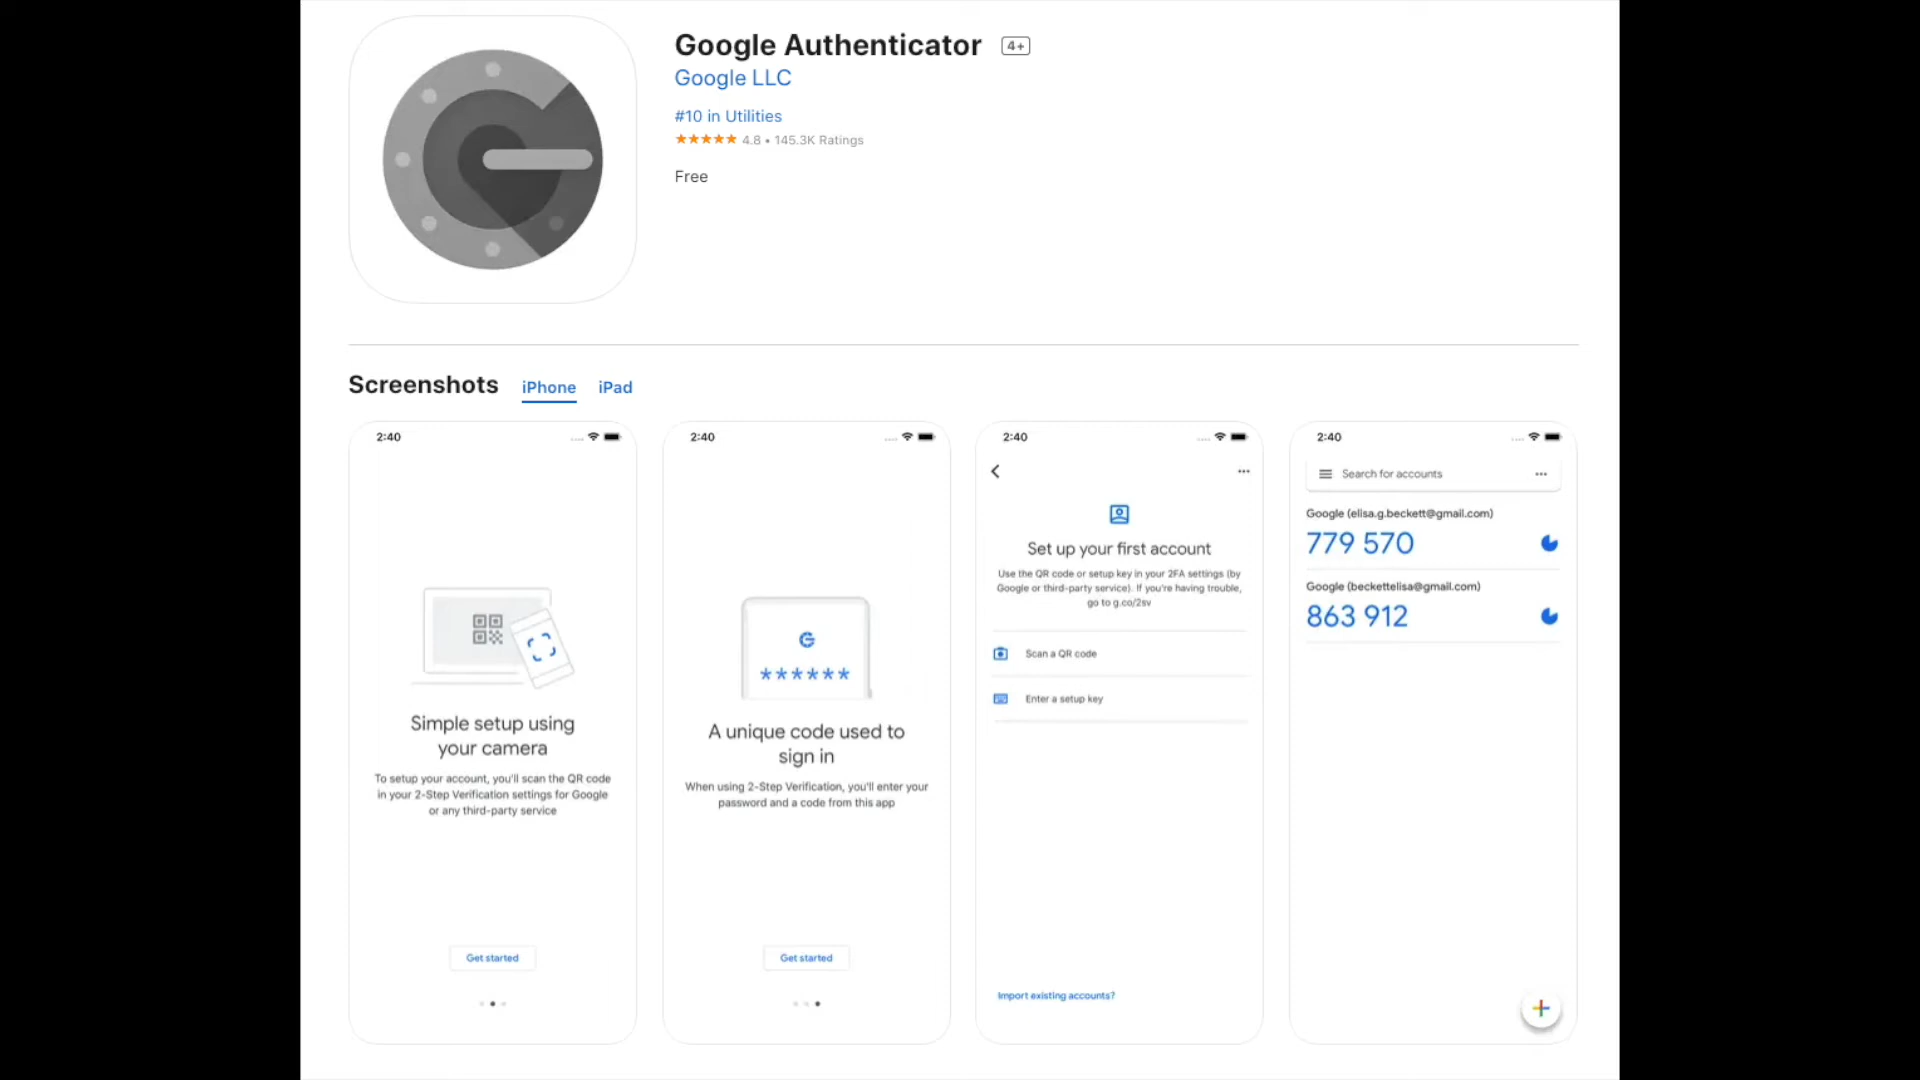 Google Authenticator 4+
Google LLC
#10 in Utilities
★★★★★ 4.8 • 145.3K Ratings
Free
Screenshots iPhone iPad
2:40
Simple setup using
your camera
To setup your account, you'll scan the QR code
in your 2-Step Verification settings for Google
or any third-party service
Get started
2:40
G
******
A unique code used to
sign in
When using 2-Step Verification, you'll enter your
password and a code from this app
Get started
2:40
Set up your first account
Use the QR code or setup key in your 2FA settings (by
Google or third-party service). If you're having trouble,
go to g.co/2sv
Scan a QR code
Enter a setup key
Import existing accounts?
2:40
Search for accounts
Google (elisa.g.beckett@gmail.com)
779 570
Google (beckettelisa@gmail.com)
863 912